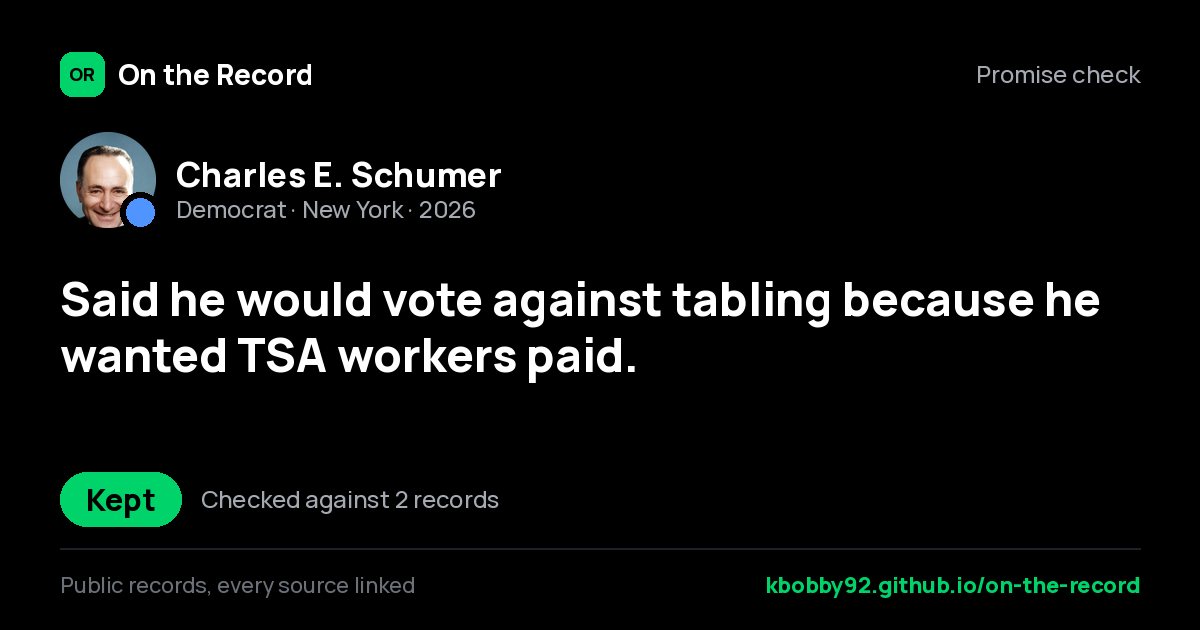 OR On the Record
Promise check
Charles E. Schumer
Democrat · New York · 2026
Said he would vote against tabling because he
wanted TSA workers paid.
Kept
Checked against 2 records
Public records, every source linked
kbobby92.github.io/on-the-record